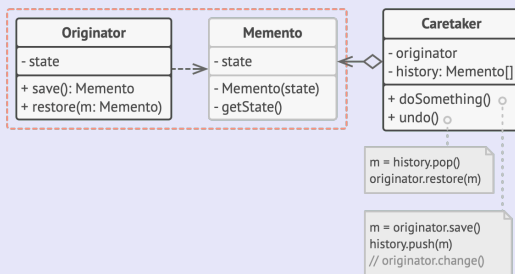 Originator
- state
+ save(): Memento
+ restore(m: Memento)
Memento
- state
- Memento(state)
- getState()
Caretaker
- originator
- history: Memento[]
+ doSomething()
+ undo()
m = history.pop()
originator.restore(m)
m = originator.save()
history.push(m)
// originator.change()